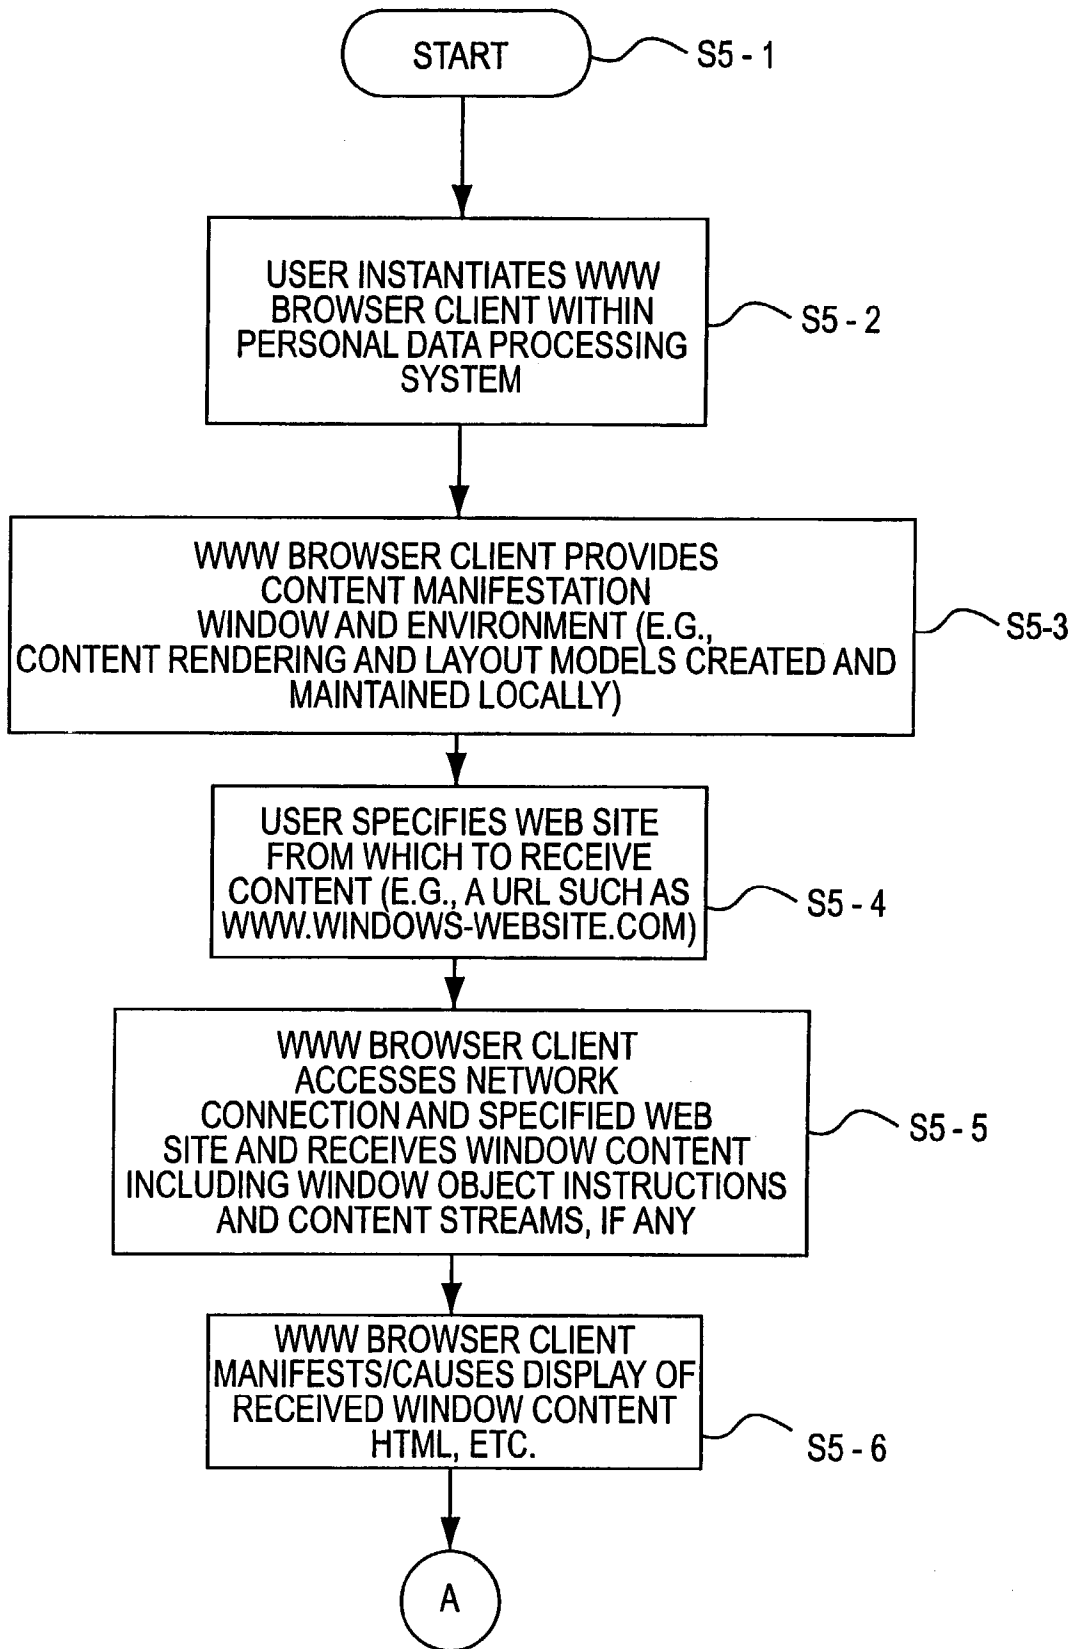 START
S5 - 1
USER INSTANTIATES WWW
BROWSER CLIENT WITHIN
PERSONAL DATA PROCESSING
SYSTEM
S5 - 2
WWW BROWSER CLIENT PROVIDES
CONTENT MANIFESTATION
WINDOW AND ENVIRONMENT (E.G.,
CONTENT RENDERING AND LAYOUT MODELS CREATED AND
MAINTAINED LOCALLY)
S5-3
USER SPECIFIES WEB SITE
FROM WHICH TO RECEIVE
CONTENT (E.G., A URL SUCH AS
WWW.WINDOWS-WEBSITE.COM)
S5 - 4
WWW BROWSER CLIENT
ACCESSES NETWORK
CONNECTION AND SPECIFIED WEB
SITE AND RECEIVES WINDOW CONTENT
INCLUDING WINDOW OBJECT INSTRUCTIONS
AND CONTENT STREAMS, IF ANY
S5 - 5
WWW BROWSER CLIENT
MANIFESTS/CAUSES DISPLAY OF
RECEIVED WINDOW CONTENT
HTML, ETC.
S5 - 6
A